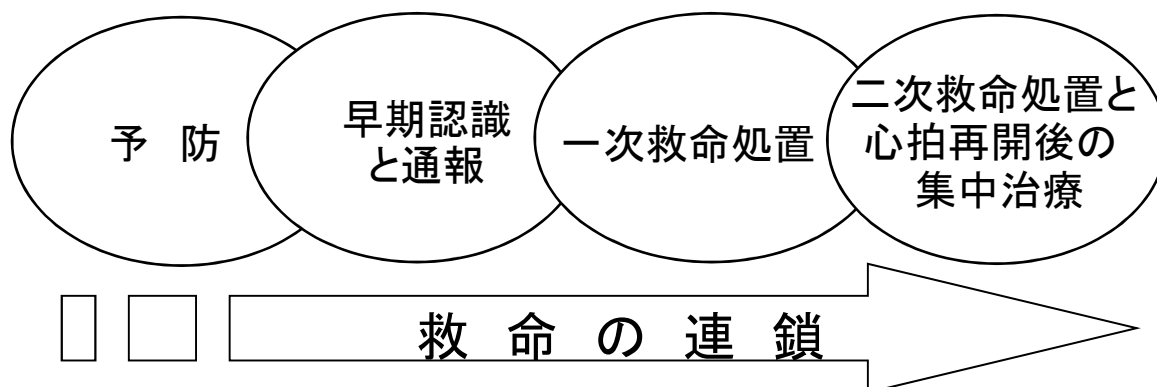 予 防
早期認識
と通報
一次救命処置
二次救命処置と
心拍再開後の
集中治療
救 命 の 連 鎖